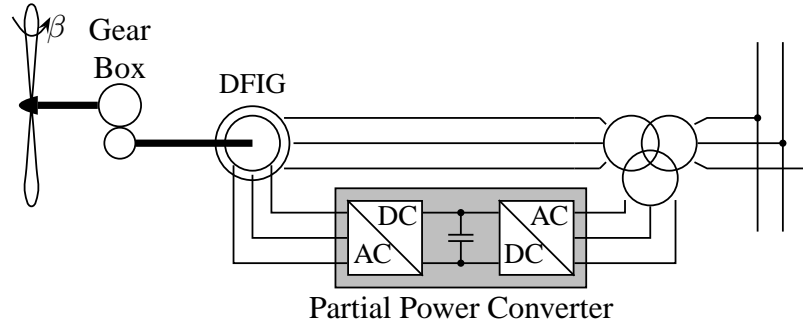 β
Gear
Box
DFIG
DC
AC
AC
DC
Partial Power Converter